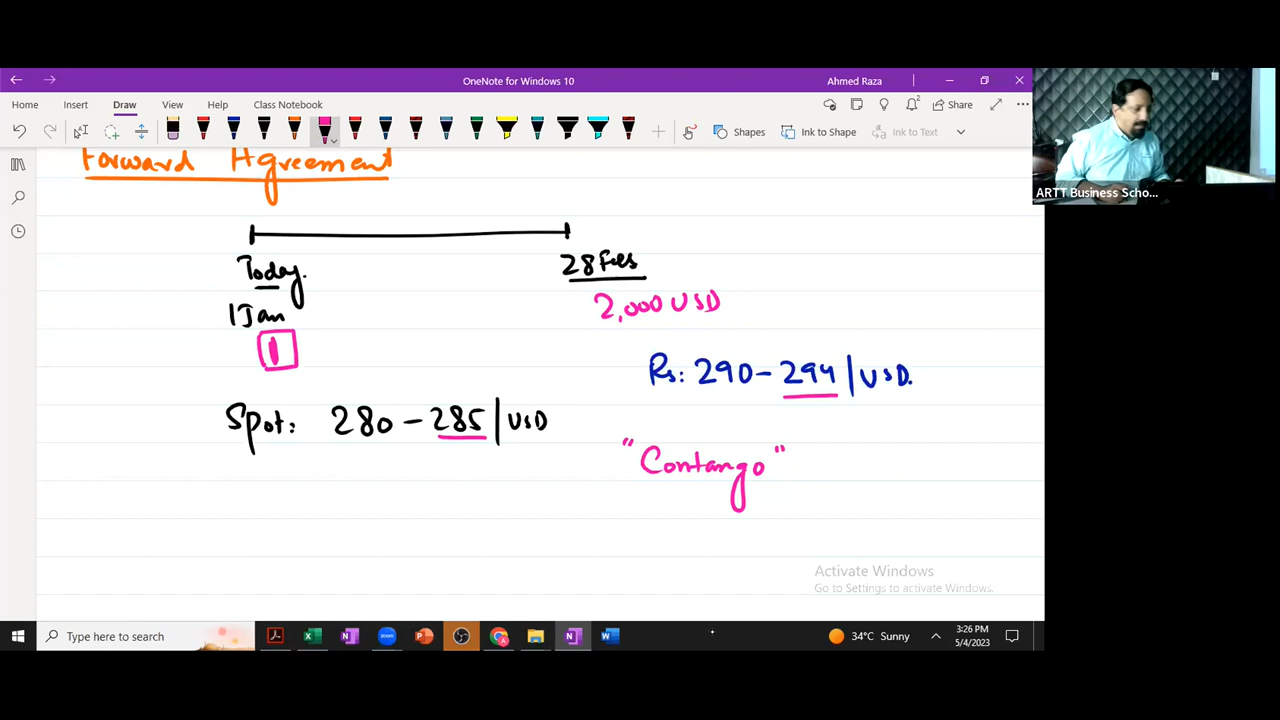 OneNote for Windows 10
Ahmed Raza
Home Insert Draw View Help Class Notebook
Share
Shapes Ink to Shape Ink to Text
Forward Agreement
Today.
28 Feb
1 Jan
2,000 USD
Rs: 290 – 294 | USD.
Spot: 280 – 285 | USD
"Contango"
ARTT Business Scho...
Activate Windows
Go to Settings to activate Windows.
Type here to search
34°C Sunny
3:26 PM
5/4/2023